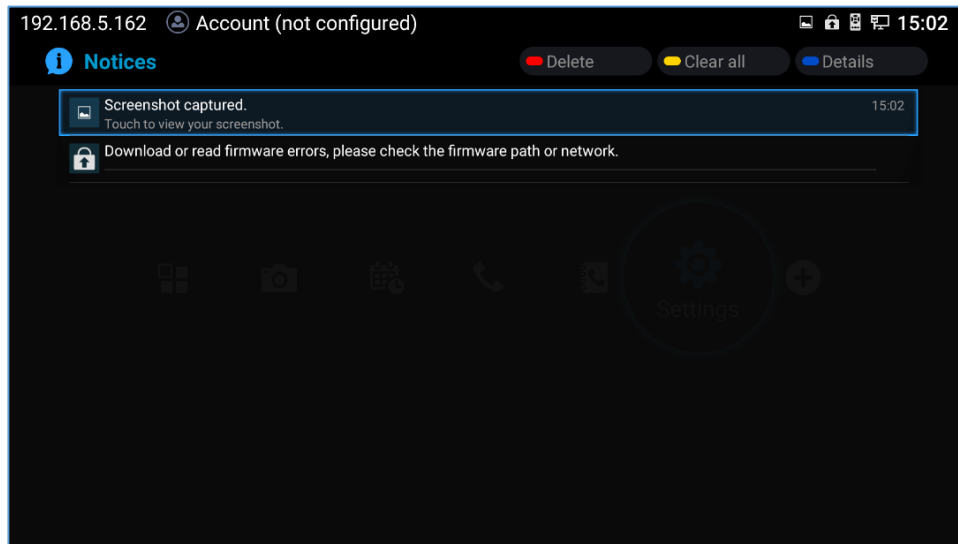 192.168.5.162 Account (not configured) 15:02
Notices Delete Clear all Details
Screenshot captured. 15:02
Touch to view your screenshot.
Download or read firmware errors, please check the firmware path or network.
Settings